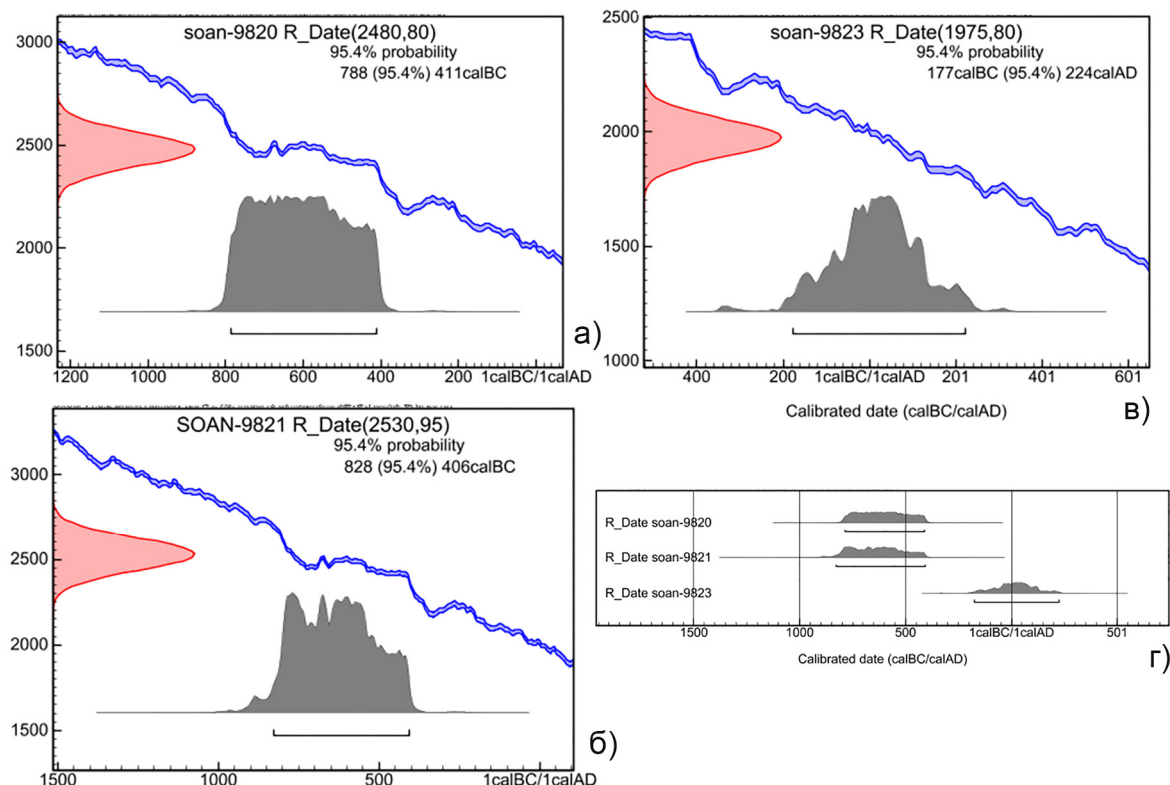 soan-9820 R_Date(2480,80)
95.4% probability
788 (95.4%) 411calBC
3000
2500
2000
1500
1200 1000 800 600 400 200 1calBC/1calAD
а)
soan-9823 R_Date(1975,80)
95.4% probability
177calBC (95.4%) 224calAD
2500
2000
1500
1000
400 200 1calBC/1calAD 201 401 601
Calibrated date (calBC/calAD)
в)
SOAN-9821 R_Date(2530,95)
95.4% probability
828 (95.4%) 406calBC
3000
2500
2000
1500
1500 1000 500 1calBC/1calAD
б)
R_Date soan-9820
R_Date soan-9821
R_Date soan-9823
1500 1000 500 1calBC/1calAD 501
Calibrated date (calBC/calAD)
г)